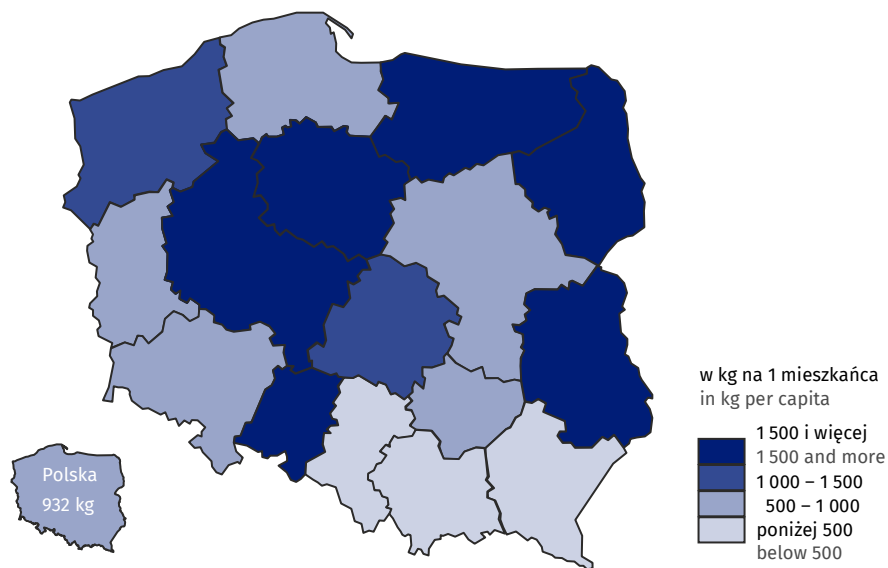 w kg na 1 mieszkańca
in kg per capita
1 500 i więcej
1 500 and more
1 000 – 1 500
500 – 1 000
poniżej 500
below 500
Polska
932 kg